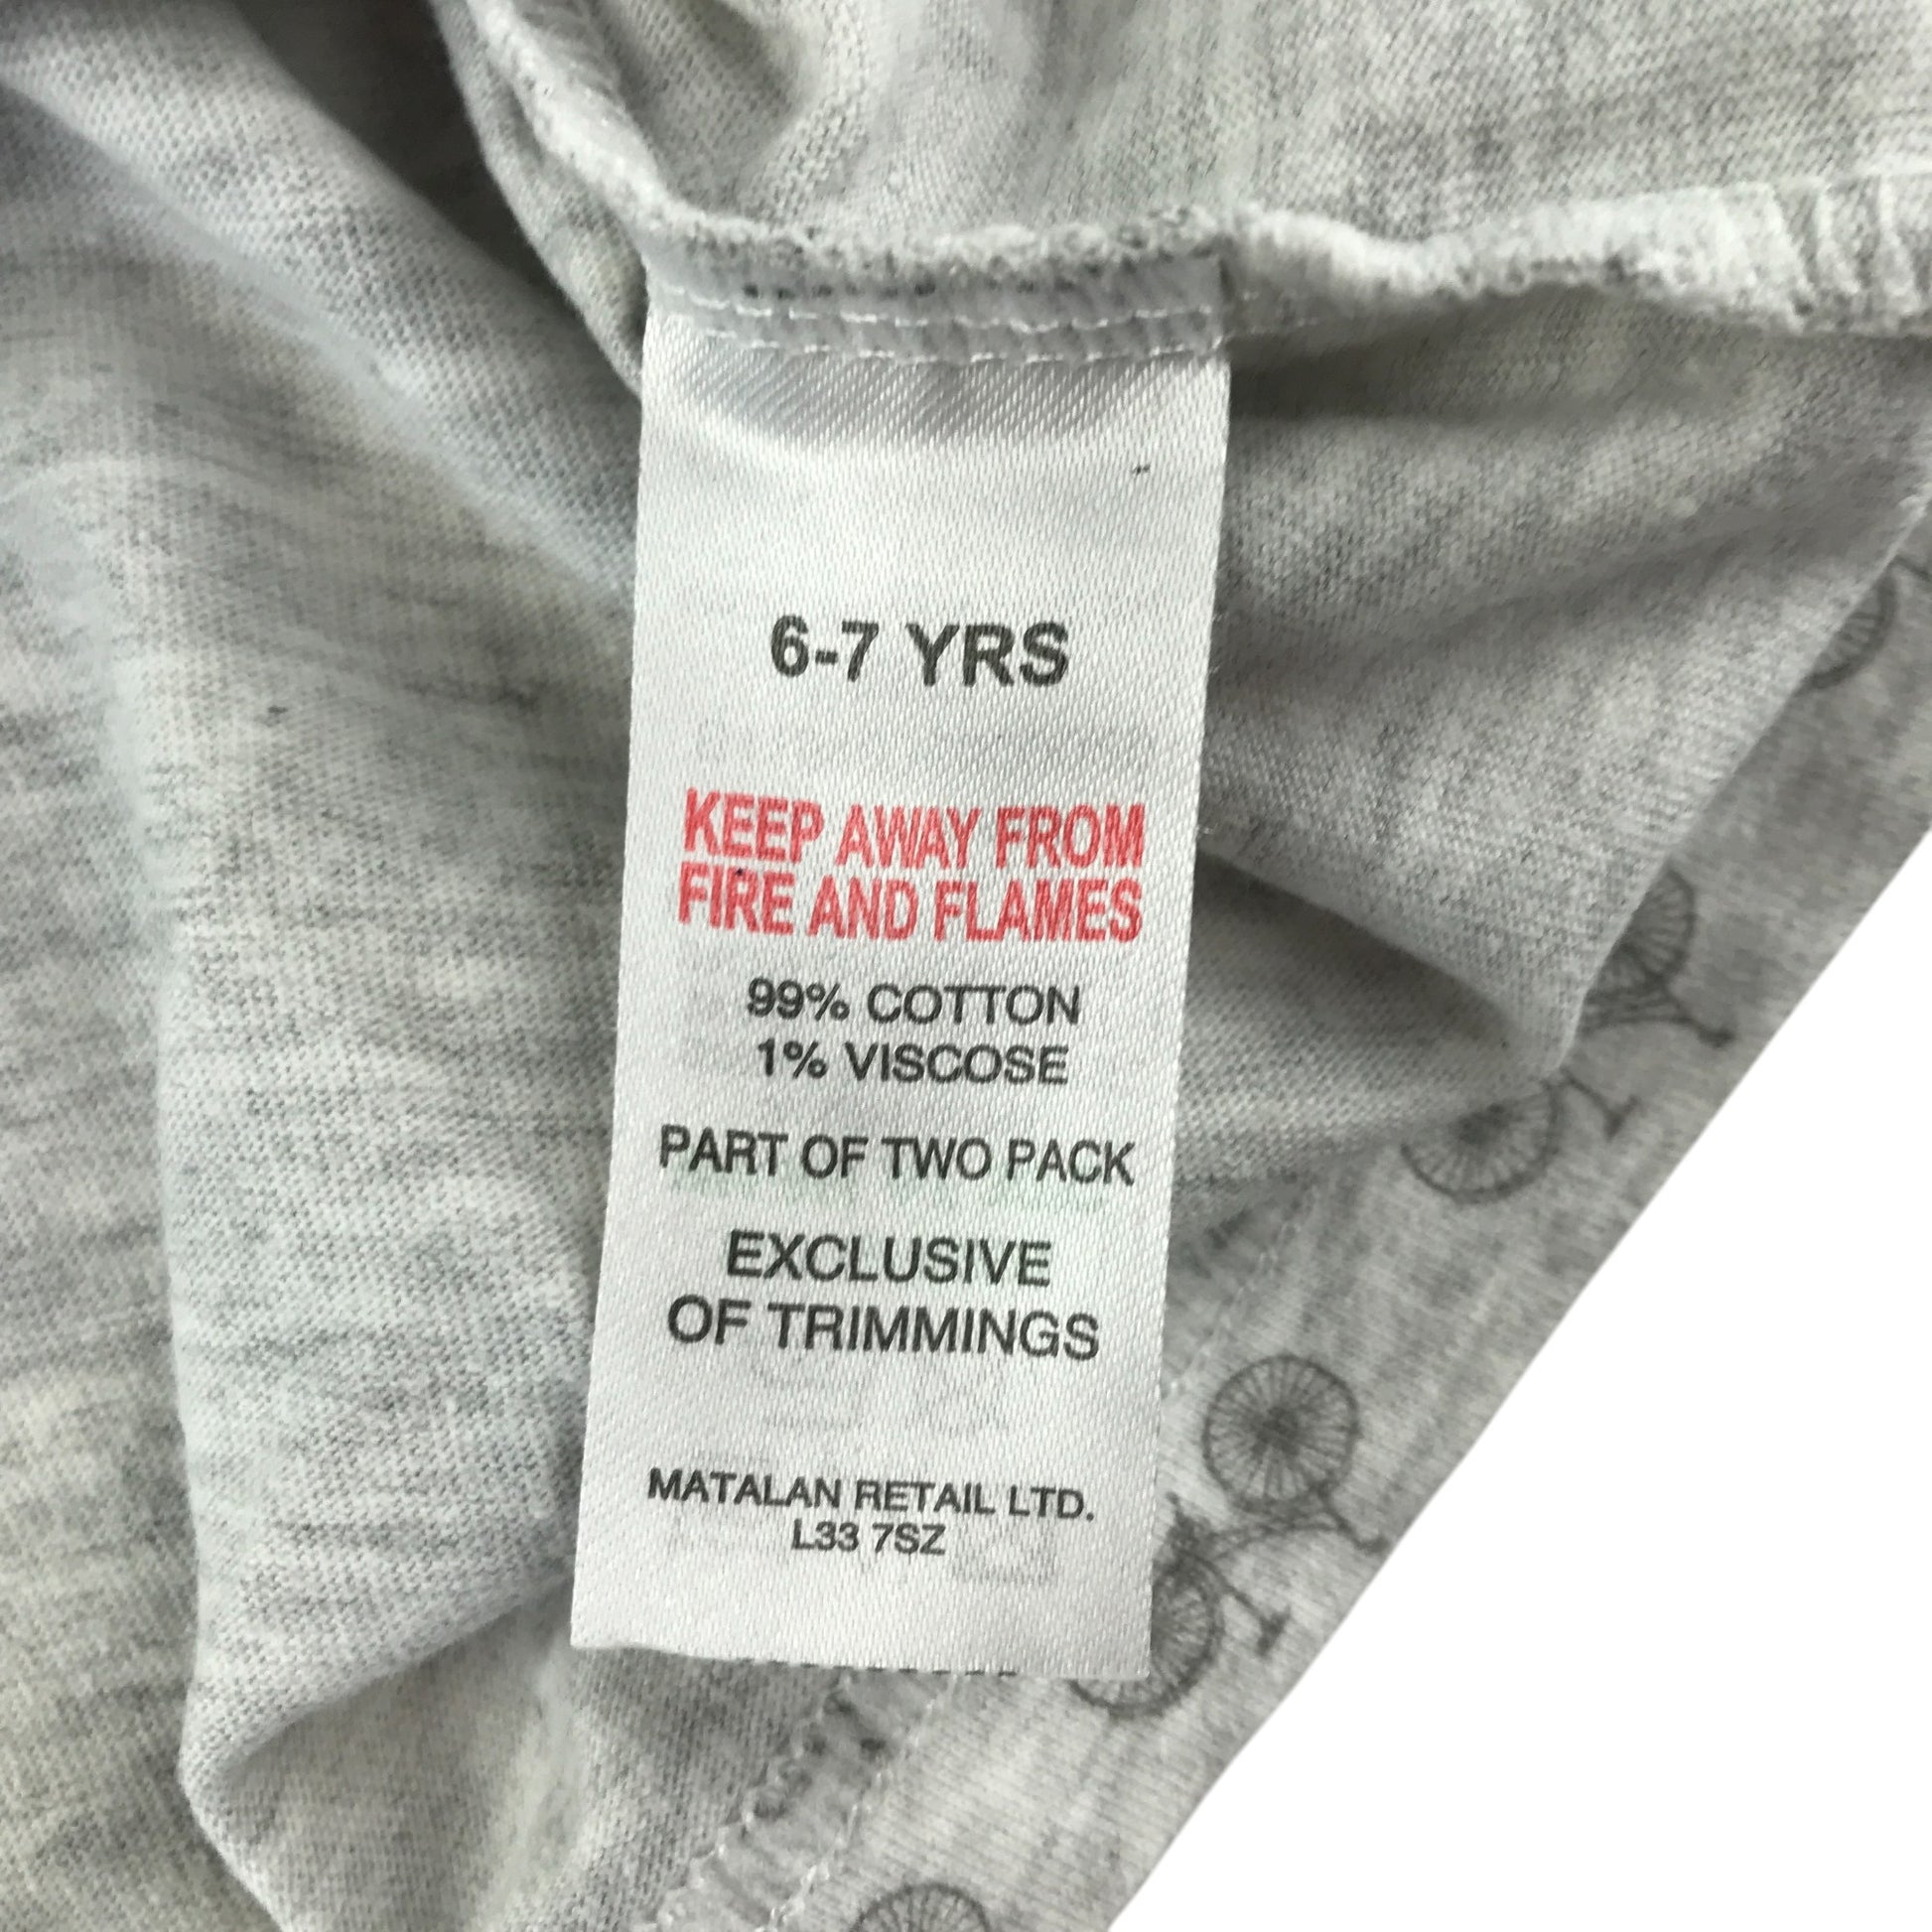 6-7 YRS
KEEP AWAY FROM
FIRE AND FLAMES
99% COTTON
1% VISCOSE
PART OF TWO PACK
EXCLUSIVE
OF TRIMMINGS
MATALAN RETAIL LTD.
L33 7SZ